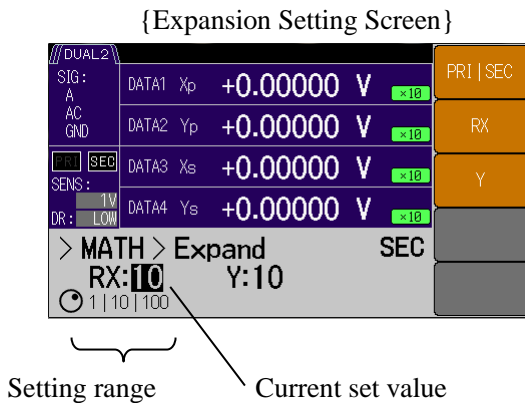 {Expansion Setting Screen}
DUAL2
SIG:
A
AC
GND
DATA1 Xp +0.00000 V ×10
DATA2 Yp +0.00000 V ×10
PRI SEC
SENS:
1V
DR: LOW
DATA3 Xs +0.00000 V ×10
DATA4 Ys +0.00000 V ×10
PRI|SEC
RX
Y
> MATH > Expand SEC
RX:10 Y:10
1|10|100
Setting range
Current set value